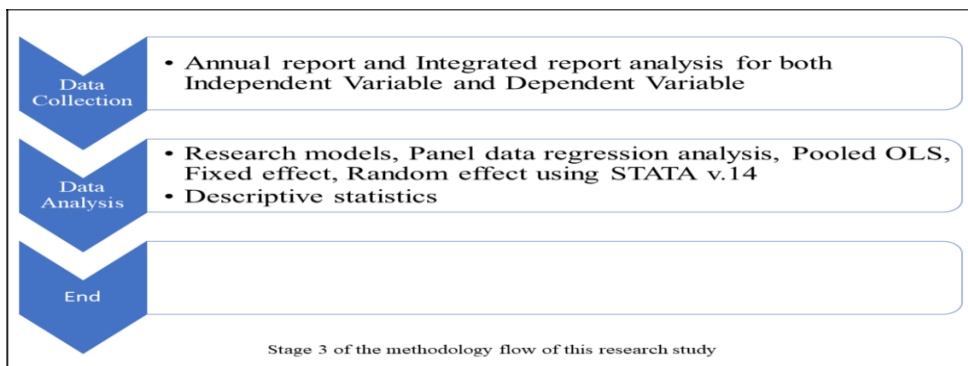 Data
Collection
• Annual report and Integrated report analysis for both
Independent Variable and Dependent Variable
Data
Analysis
• Research models, Panel data regression analysis, Pooled OLS,
Fixed effect, Random effect using STATA v.14
• Descriptive statistics
End
Stage 3 of the methodology flow of this research study